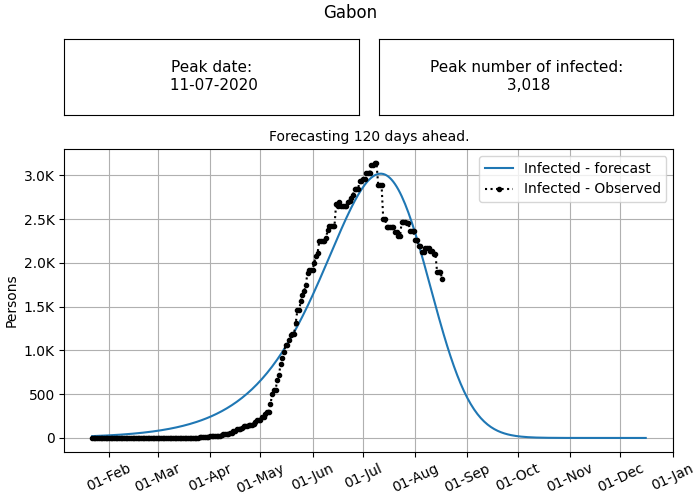 Gabon
Peak date:
11-07-2020
Peak number of infected:
3,018
Forecasting 120 days ahead.
Infected - forecast
Infected - Observed
Persons
3.0K
2.5K
2.0K
1.5K
1.0K
500
0
01-Feb
01-Mar
01-Apr
01-May
01-Jun
01-Jul
01-Aug
01-Sep
01-Oct
01-Nov
01-Dec
01-Jan